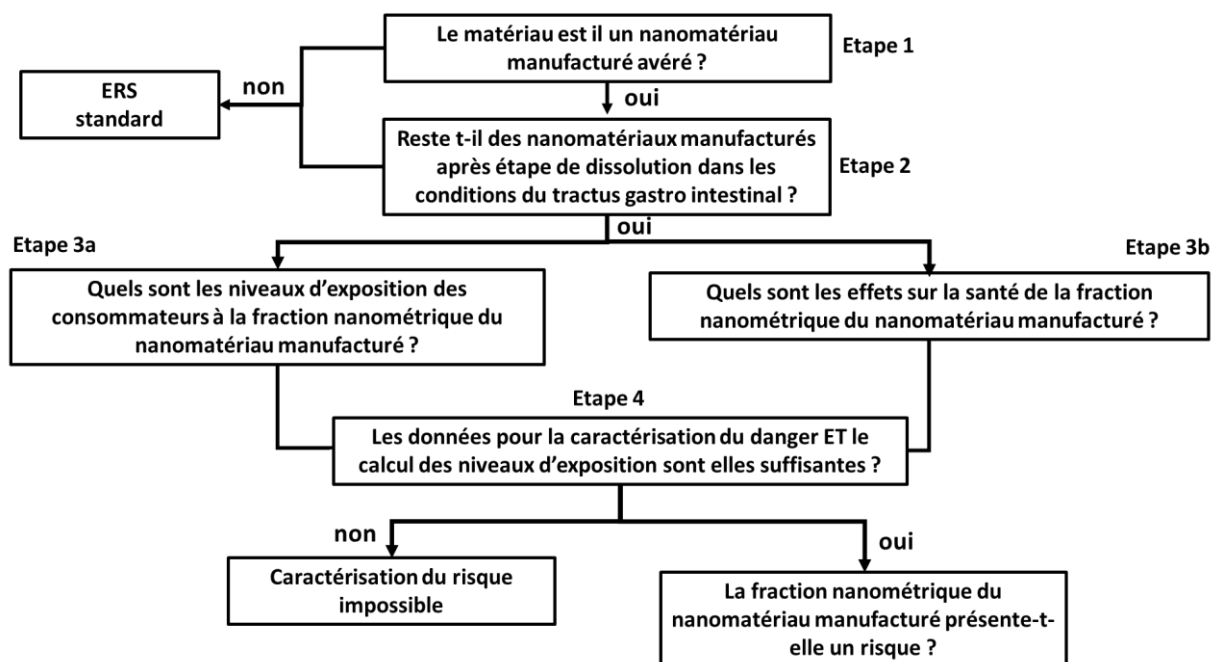 Le matériau est il un nanomatériau
manufacturé avéré ?
Etape 1
non
ERS
standard
oui
Reste t-il des nanomatériaux manufacturés
après étape de dissolution dans les
conditions du tractus gastro intestinal ?
Etape 2
oui
Etape 3a
Etape 3b
Quels sont les niveaux d'exposition des
consommateurs à la fraction nanométrique du
nanomatériau manufacturé ?
Quels sont les effets sur la santé de la fraction
nanométrique du nanomatériau manufacturé ?
Etape 4
Les données pour la caractérisation du danger ET le
calcul des niveaux d'exposition sont elles suffisantes ?
non
oui
Caractérisation du risque
impossible
La fraction nanométrique du
nanomatériau manufacturé présente-t-
elle un risque ?